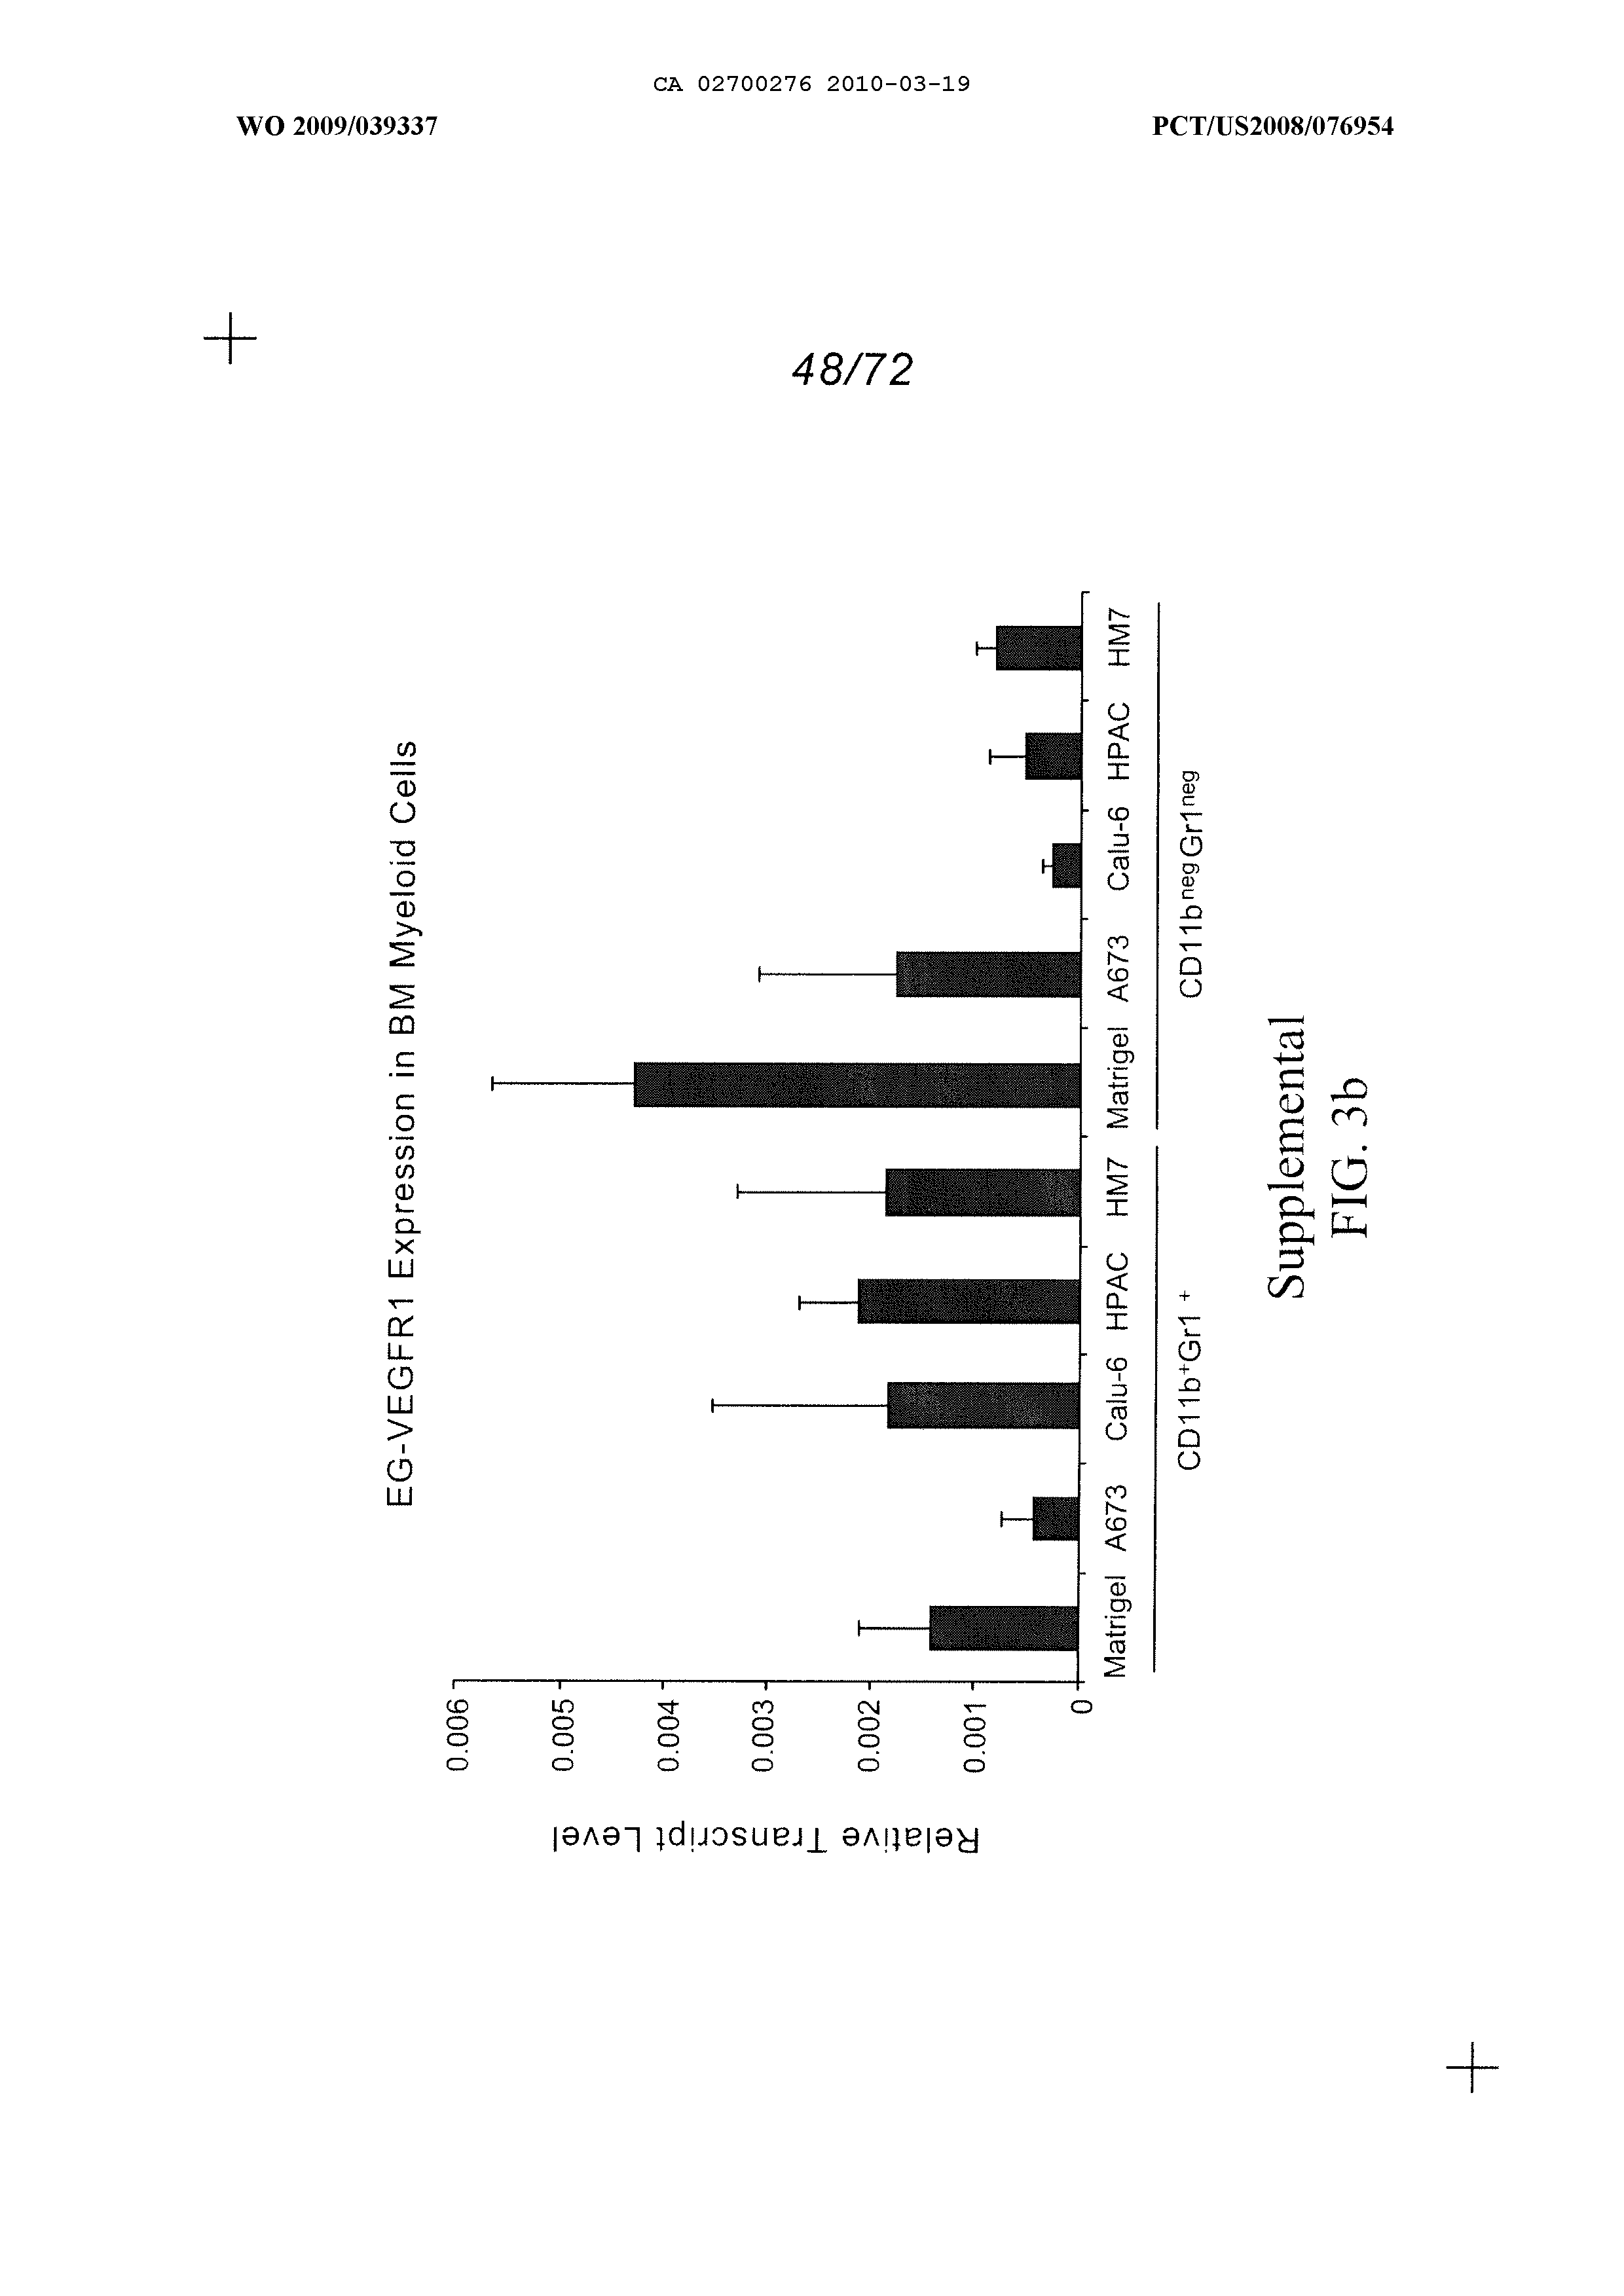 CA 02700276 2010-03-19
WO 2009/039337
PCT/US2008/076954
48/72
EG-VEGFR1 Expression in BM Myeloid Cells
Relative Transcript Level
0.006
0.005
0.004
0.003
0.002
0.001
0
Matrigel A673 Calu-6 HPAC HM7 Matrigel A673 Calu-6 HPAC HM7
CD11b⁺Gr1⁺ CD11bⁿᵉᵍGr1ⁿᵉᵍ
Supplemental
FIG. 3b